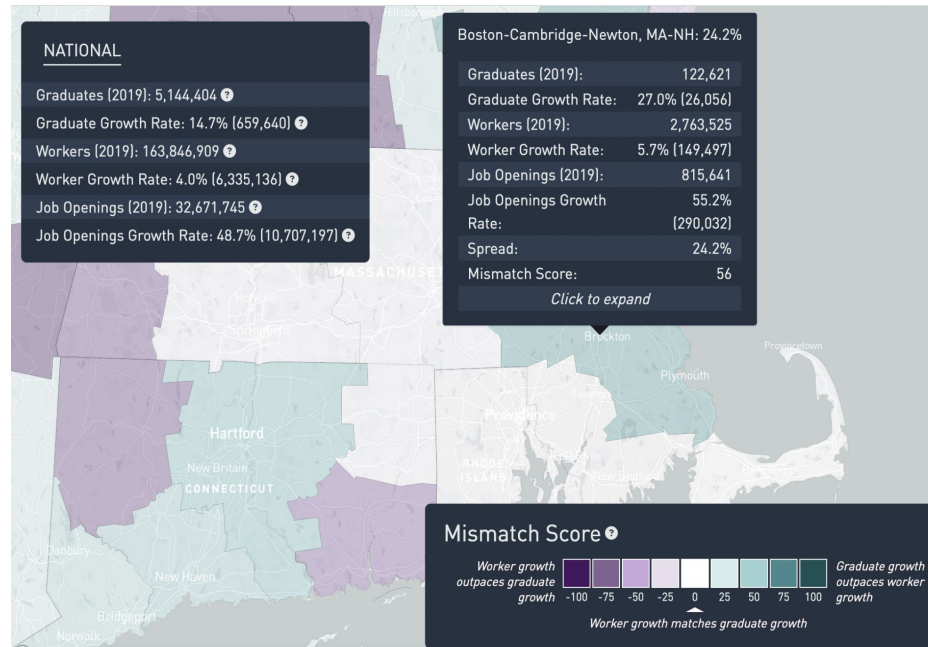 NATIONAL
Graduates (2019): 5,144,404 ?
Graduate Growth Rate: 14.7% (659,640) ?
Workers (2019): 163,846,909 ?
Worker Growth Rate: 4.0% (6,335,136) ?
Job Openings (2019): 32,671,745 ?
Job Openings Growth Rate: 48.7% (10,707,197) ?
Boston-Cambridge-Newton, MA-NH: 24.2%
Graduates (2019): 122,621
Graduate Growth Rate: 27.0% (26,056)
Workers (2019): 2,763,525
Worker Growth Rate: 5.7% (149,497)
Job Openings (2019): 815,641
Job Openings Growth 55.2%
Rate: (290,032)
Spread: 24.2%
Mismatch Score: 56
Click to expand
MASSACHUSET
Holyoke
Springfield
Brockton
Provincetown
Plymouth
Taunton
Providence
Hartford
New Britain
CONNECTICUT
RHODE
ISLAND
New Bedford
Danbury
New Haven
Bridgeport
Norwalk
Mismatch Score ?
Worker growth
outpaces graduate
growth
-100 -75 -50 -25 0 25 50 75 100
Graduate growth
outpaces worker
growth
Worker growth matches graduate growth